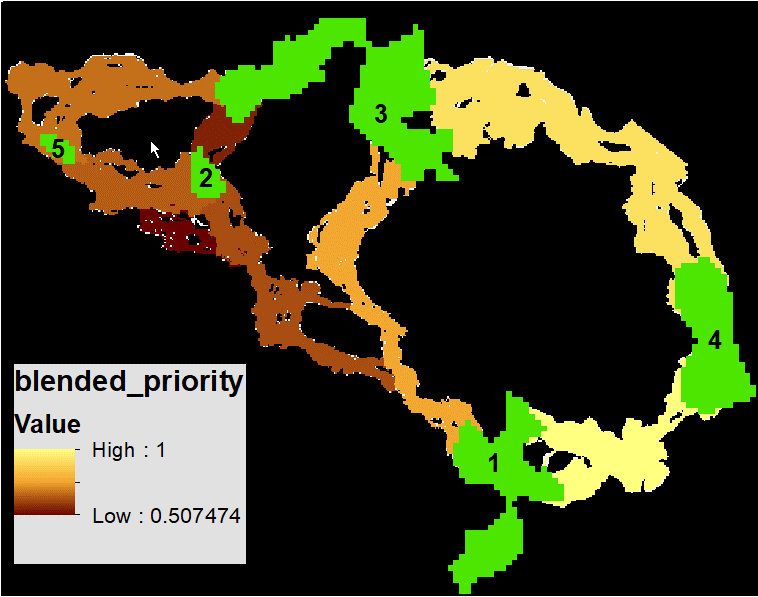 3
5
2
4
blended_priority
Value
High : 1
Low : 0.507474
1